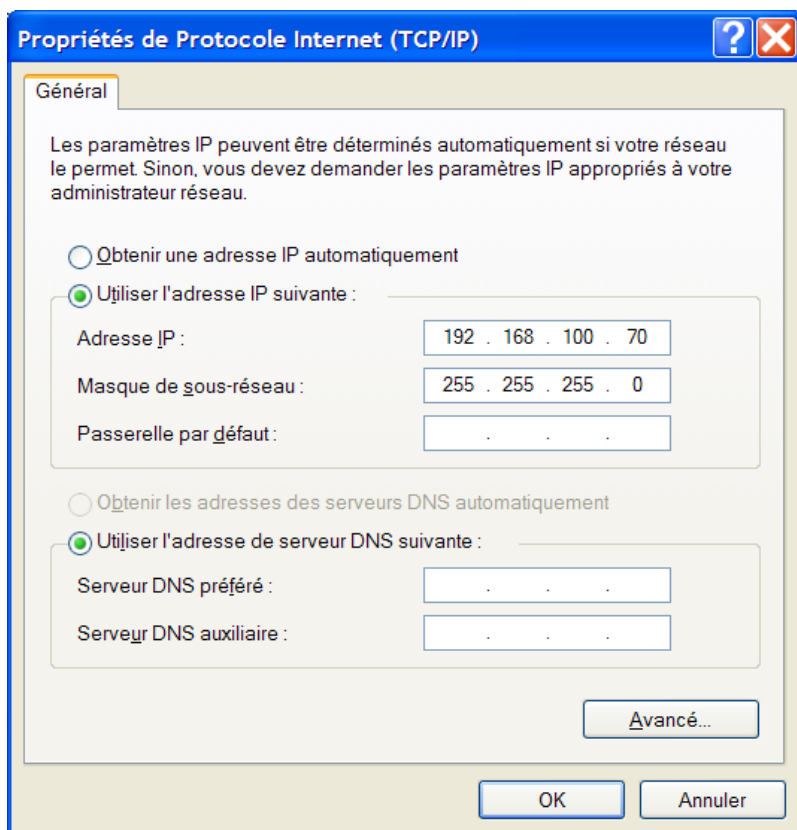 Propriétés de Protocole Internet (TCP/IP)
Général
Les paramètres IP peuvent être déterminés automatiquement si votre réseau
le permet. Sinon, vous devez demander les paramètres IP appropriés à votre
administrateur réseau.
Obtenir une adresse IP automatiquement
Utiliser l'adresse IP suivante :
Adresse IP : 192 . 168 . 100 . 70
Masque de sous-réseau : 255 . 255 . 255 . 0
Passerelle par défaut : . . .
Obtenir les adresses des serveurs DNS automatiquement
Utiliser l'adresse de serveur DNS suivante :
Serveur DNS préféré : . . .
Serveur DNS auxiliaire : . . .
Avancé...
OK Annuler